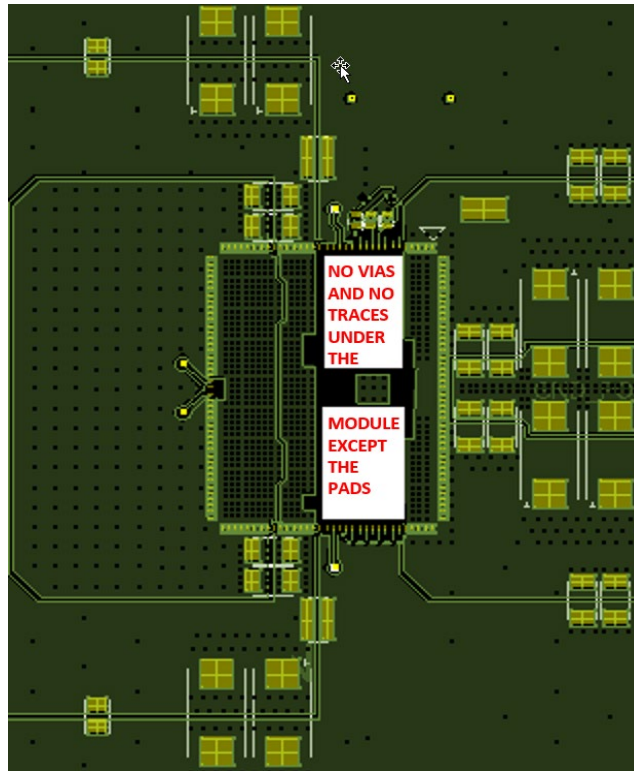 NO VIAS
AND NO
TRACES
UNDER
THE
MODULE
EXCEPT
THE
PADS